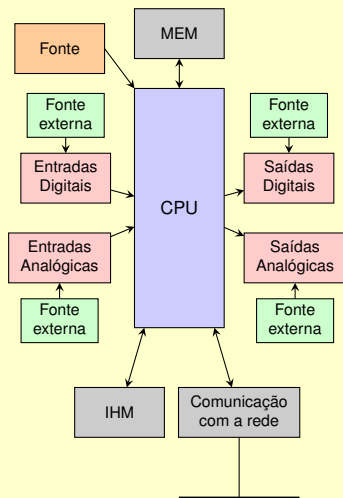 MEM
Fonte
Fonte
externa
Fonte
externa
Entradas
Digitais
Saídas
Digitais
CPU
Entradas
Analógicas
Saídas
Analógicas
Fonte
externa
Fonte
externa
IHM
Comunicação
com a rede